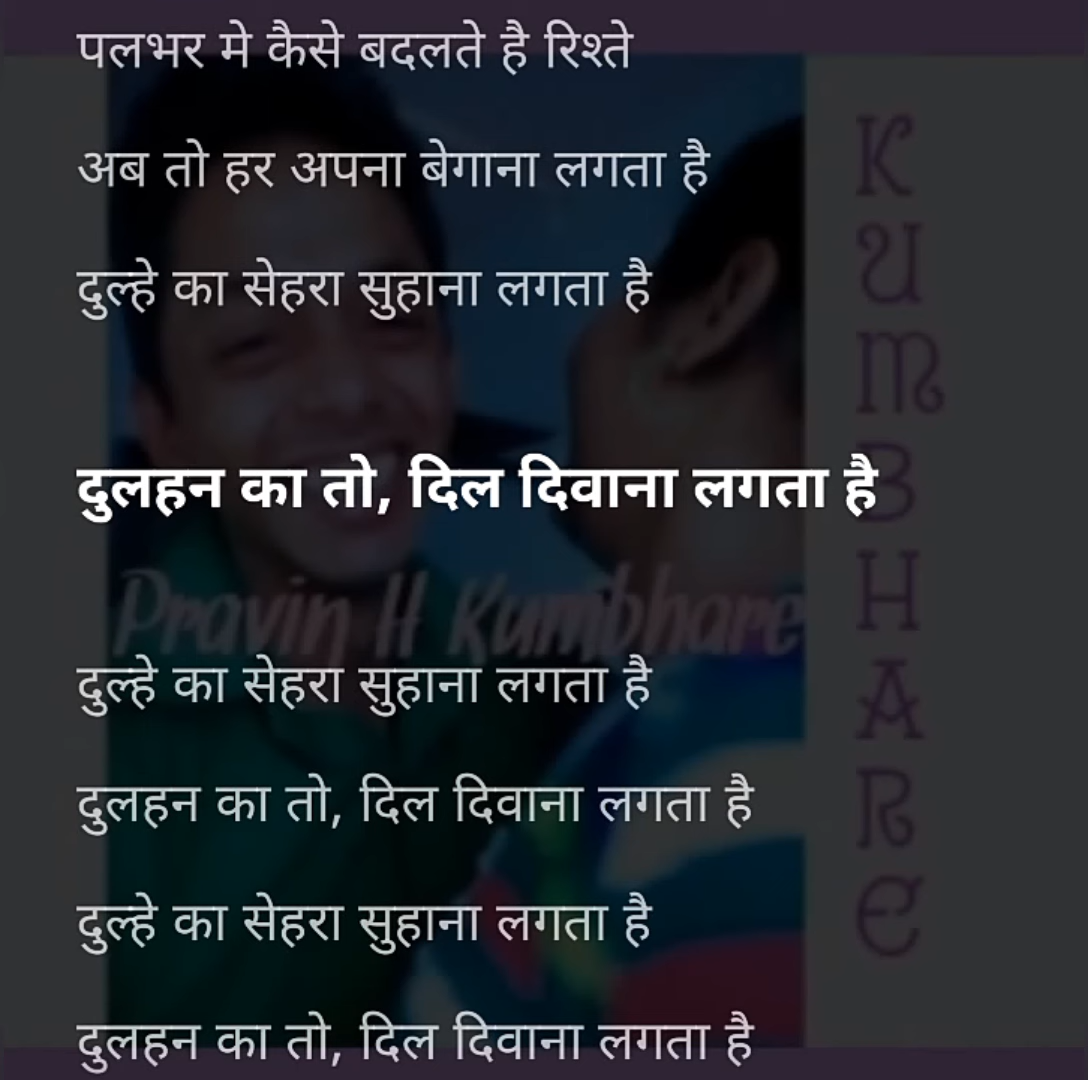 पलभर मे कैसे बदलते है रिश्ते
अब तो हर अपना बेगाना लगता है
दुल्हे का सेहरा सुहाना लगता है
दुलहन का तो, दिल दिवाना लगता है
Pravin H Kumbhare
दुल्हे का सेहरा सुहाना लगता है
दुलहन का तो, दिल दिवाना लगता है
दुल्हे का सेहरा सुहाना लगता है
दुलहन का तो, दिल दिवाना लगता है
KUMBHARE